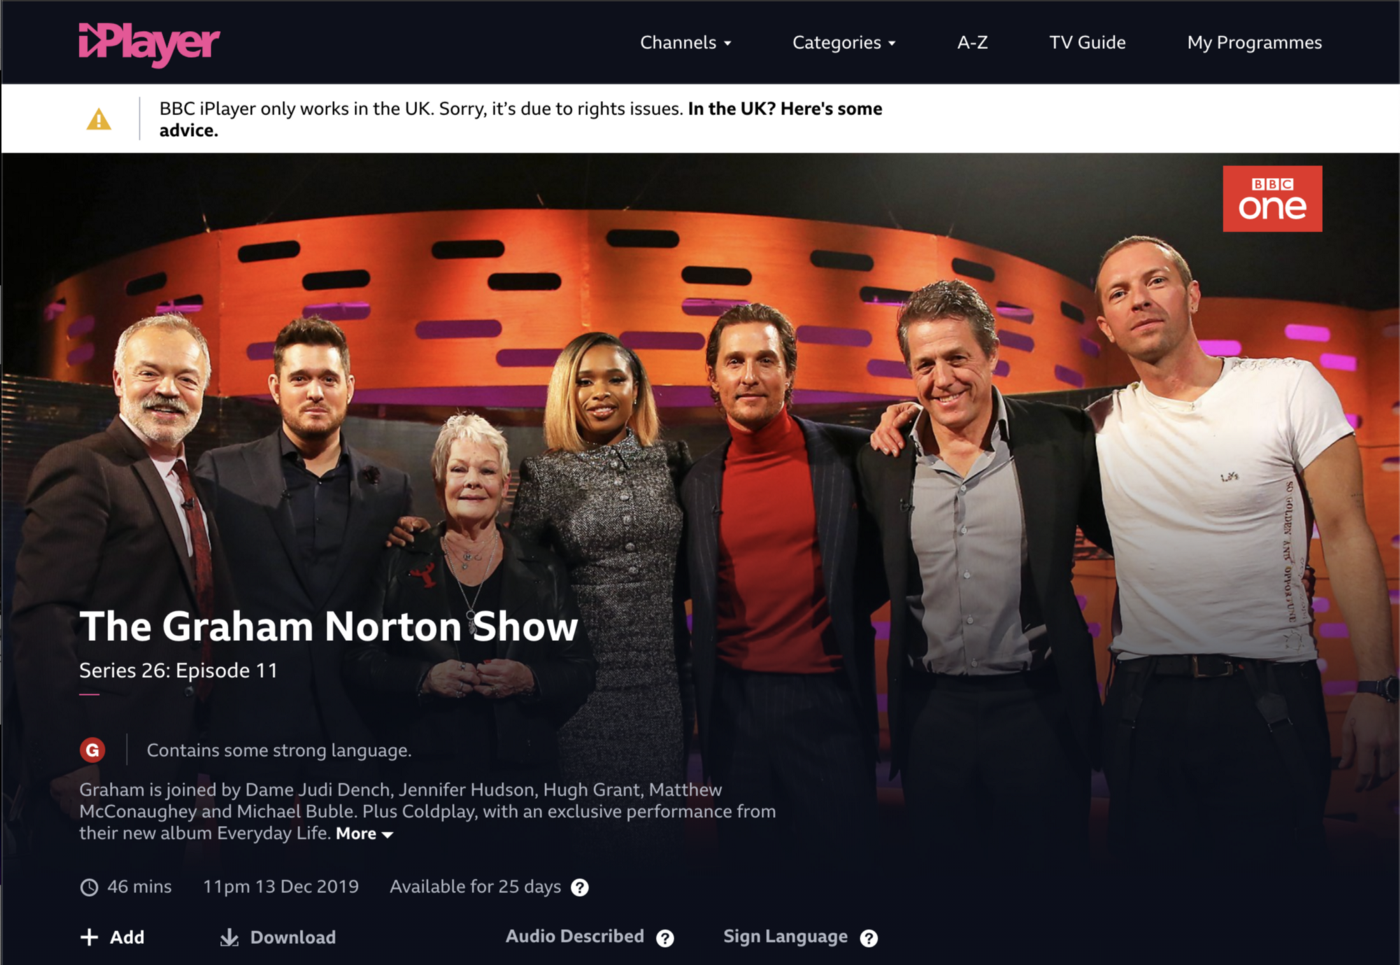 iPlayer
Channels
Categories
A-Z
TV Guide
My Programmes
BBC iPlayer only works in the UK. Sorry, it's due to rights issues. In the UK? Here's some
advice.
BBC
one
The Graham Norton Show
Series 26: Episode 11
G
Contains some strong language.
Graham is joined by Dame Judi Dench, Jennifer Hudson, Hugh Grant, Matthew
McConaughey and Michael Buble. Plus Coldplay, with an exclusive performance from
their new album Everyday Life. More
46 mins
11pm 13 Dec 2019
Available for 25 days ?
+ Add
Download
Audio Described ?
Sign Language ?